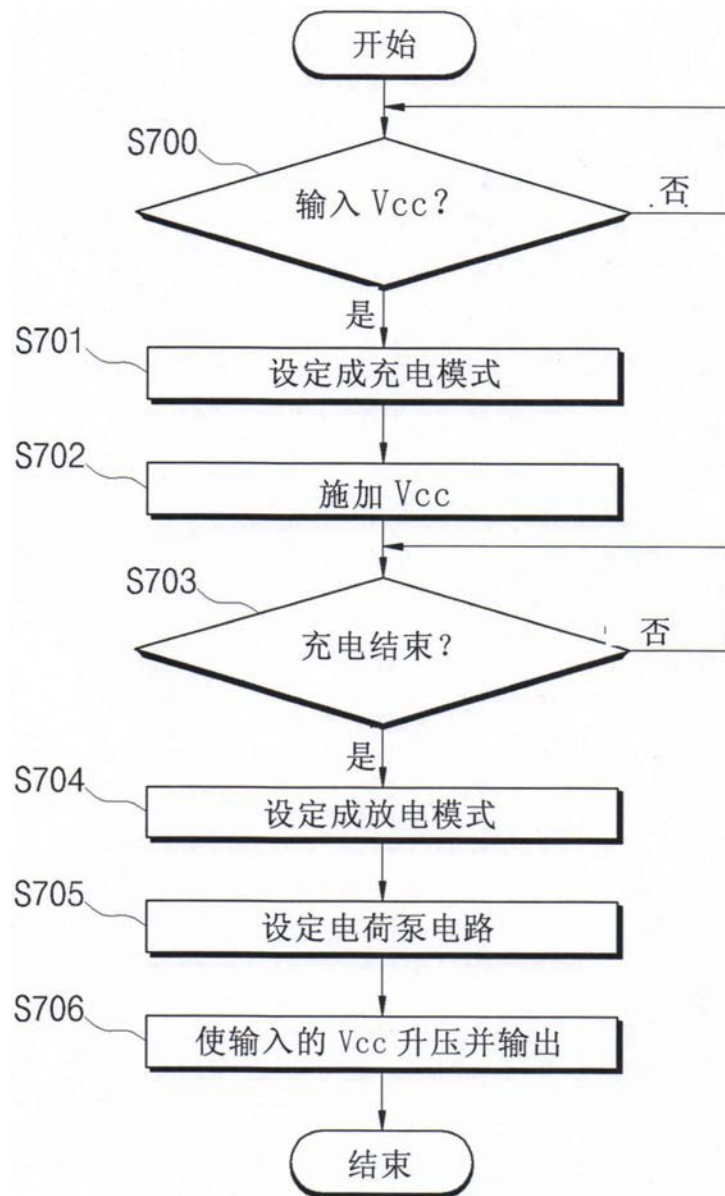 开始
S700
输入 Vcc?
否
是
S701
设定成充电模式
S702
施加 Vcc
S703
充电结束?
否
是
S704
设定成放电模式
S705
设定电荷泵电路
S706
使输入的 Vcc 升压并输出
结束